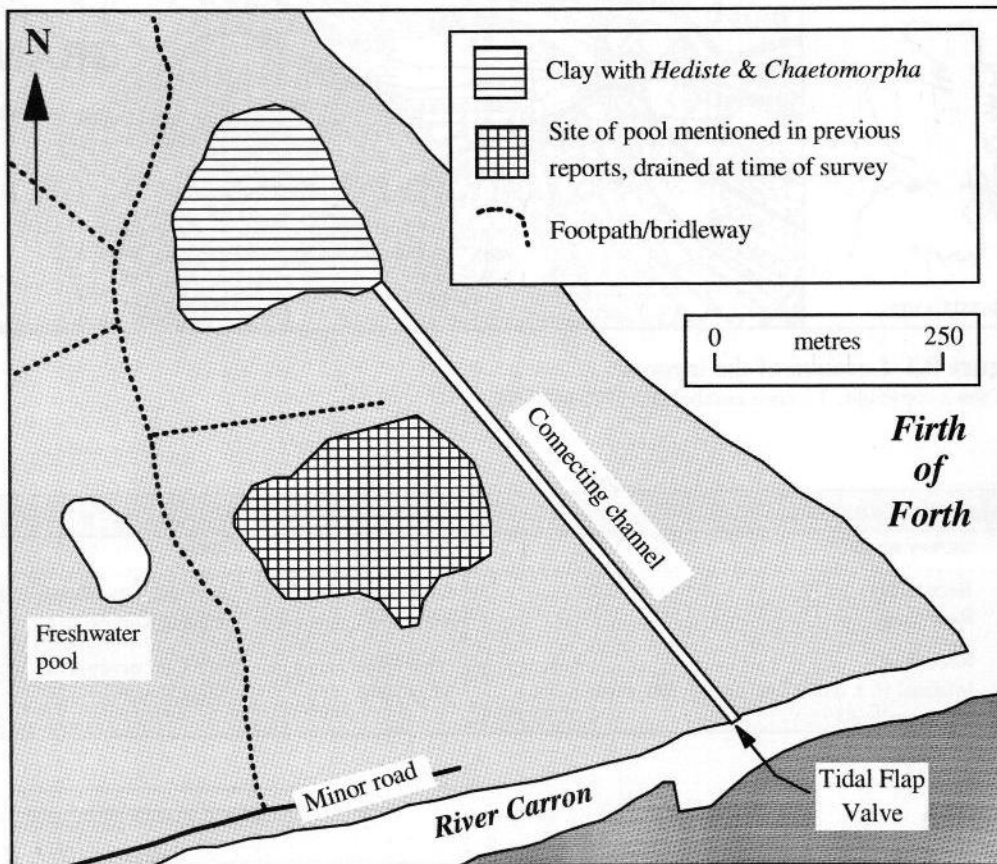 N
Clay with Hediste & Chaetomorpha
Site of pool mentioned in previous
reports, drained at time of survey
Footpath/bridleway
0 metres 250
Firth
of
Forth
Connecting channel
Freshwater
pool
Minor road
River Carron
Tidal Flap
Valve